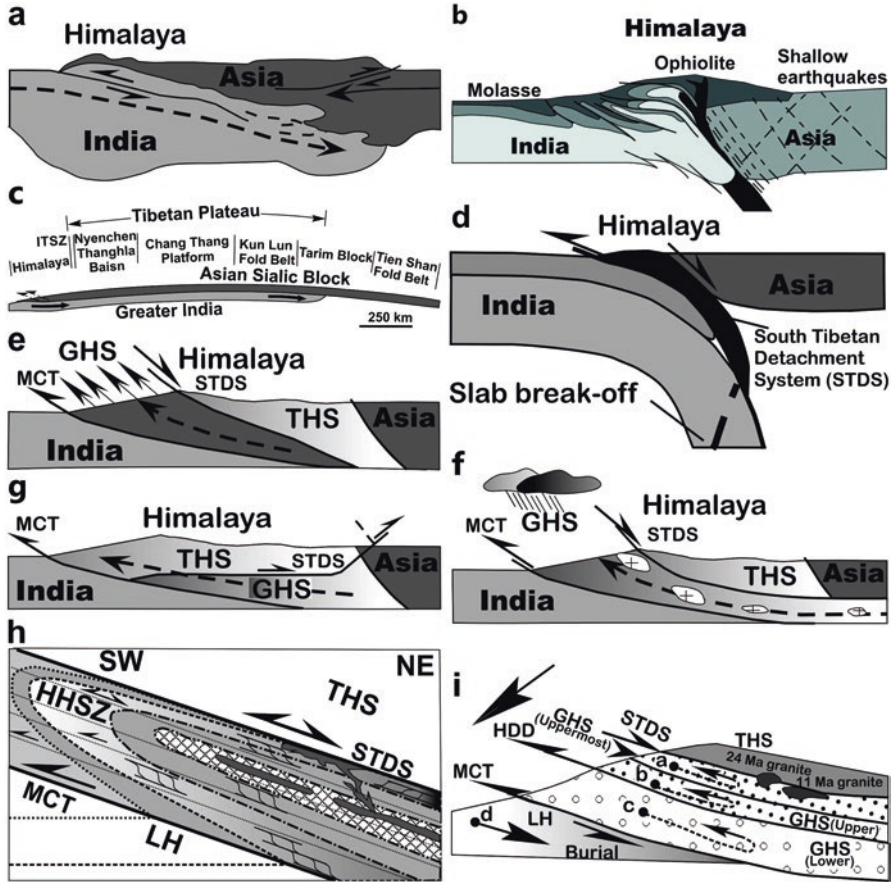 a
Himalaya
Asia
India
b
Himalaya
Ophiolite
Shallow
earthquakes
Molasse
India
Asia
c
Tibetan Plateau
ITSZ
Himalaya
Nyenchen
Thanghla
Baisn
Chang Thang
Platform
Kun Lun
Fold Belt
Tarim Block
Tien Shan
Fold Belt
Asian Sialic Block
Greater India
250 km
d
Himalaya
India
Asia
South Tibetan
Detachment
System (STDS)
Slab break-off
e
GHS
Himalaya
MCT
STDS
THS
India
Asia
f
GHS
Himalaya
MCT
STDS
THS
India
Asia
g
MCT
Himalaya
THS
STDS
GHS
India
Asia
h
SW
NE
THS
HHSZ
STDS
MCT
LH
i
HDD
GHS
(Uppermost)
STDS
THS
24 Ma granite
11 Ma granite
MCT
a
b
c
d
LH
Burial
GHS(Upper)
GHS
(Lower)